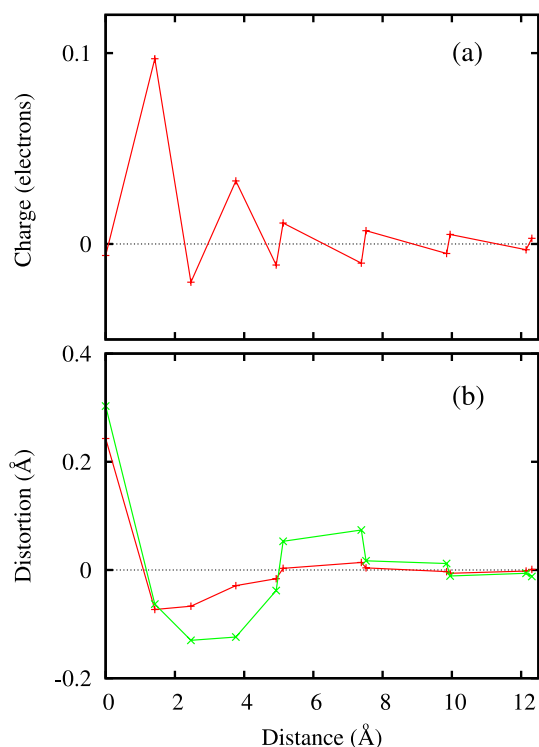 (a)
0.1
0
Charge (electrons)
(b)
0.4
0.2
0
-0.2
Distortion (Å)
0 2 4 6 8 10 12
Distance (Å)